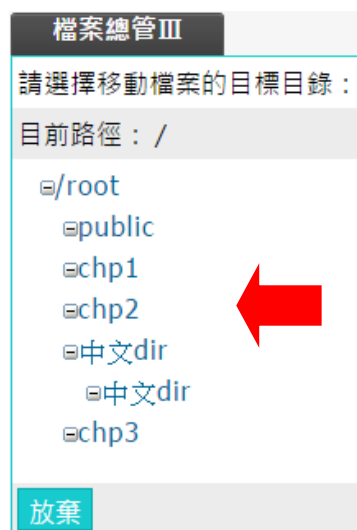 檔案總管III
請選擇移動檔案的目標目錄：
目前路徑：/
/root
public
chp1
chp2
中文dir
中文dir
chp3
放棄